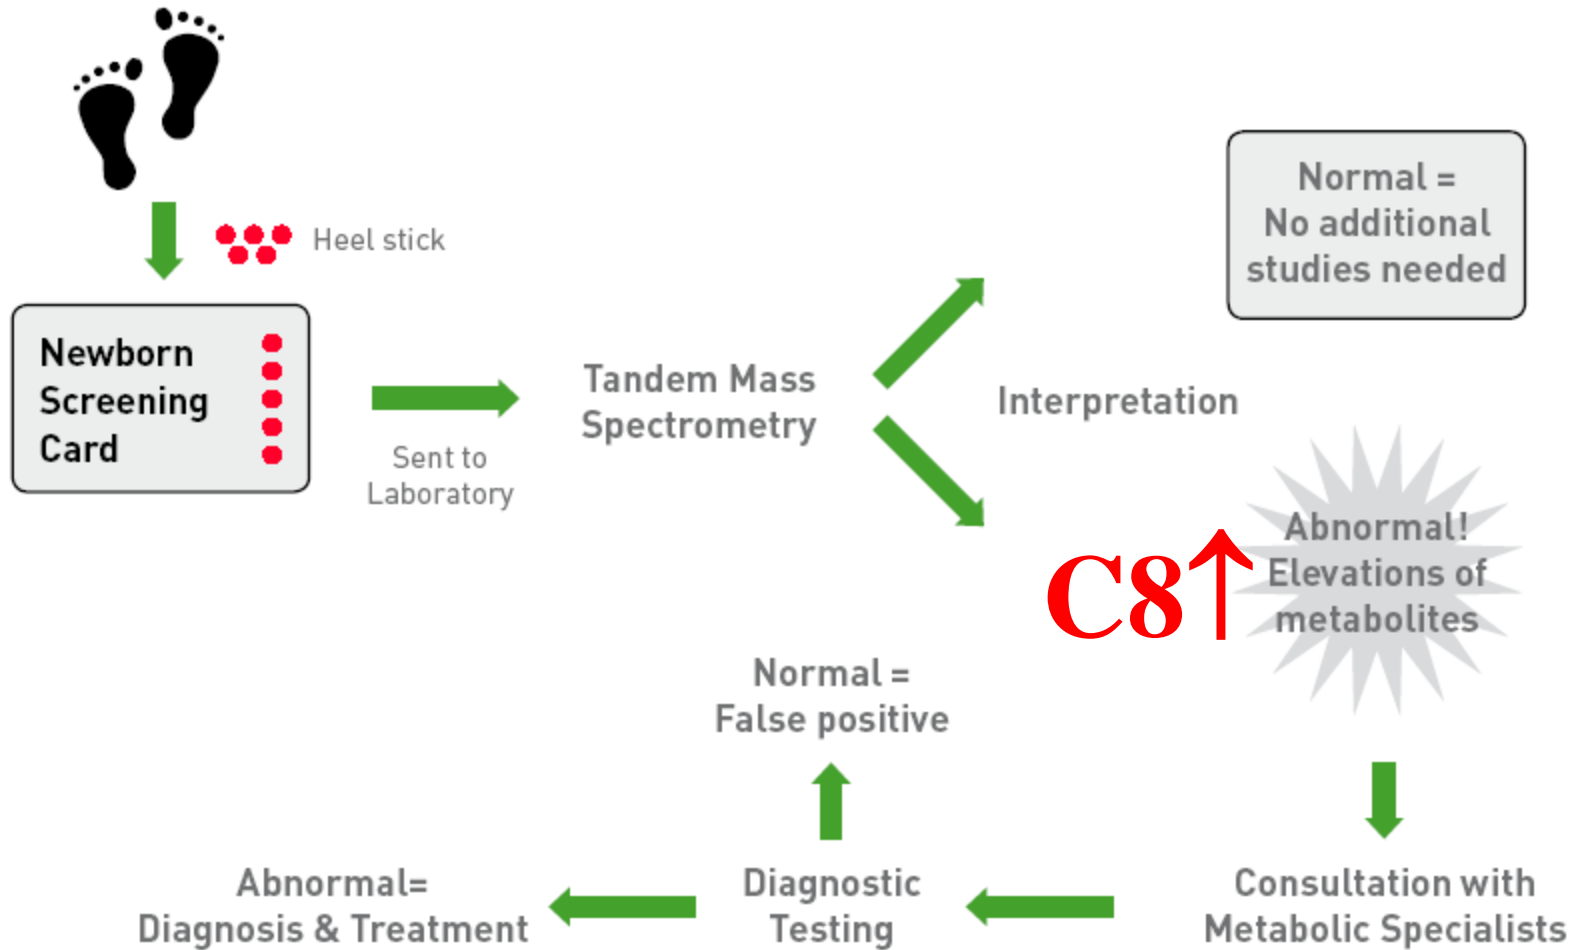 Heel stick
Newborn
Screening
Card
Sent to
Laboratory
Tandem Mass
Spectrometry
Interpretation
Normal =
No additional
studies needed
C8↑
Abnormal!
Elevations of
metabolites
Consultation with
Metabolic Specialists
Diagnostic
Testing
Normal =
False positive
Abnormal=
Diagnosis & Treatment